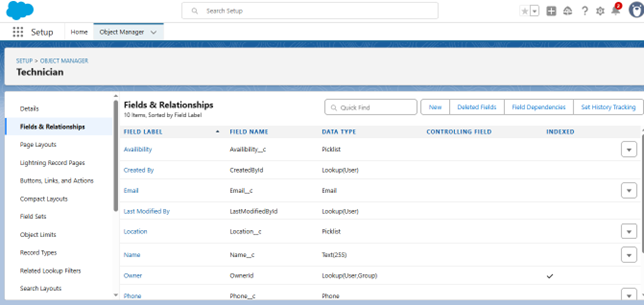 Search Setup
2
Setup Home Object Manager
SETUP > OBJECT MANAGER
Technician
Details
Fields & Relationships
Page Layouts
Lightning Record Pages
Buttons, Links, and Actions
Compact Layouts
Field Sets
Object Limits
Record Types
Related Lookup Filters
Search Layouts
Fields & Relationships
10 Items, Sorted by Field Label
Quick Find
New Deleted Fields Field Dependencies Set History Tracking
FIELD LABEL FIELD NAME DATA TYPE CONTROLLING FIELD INDEXED
Availibility Availibility__c Picklist
Created By CreatedById Lookup(User)
Email Email__c Email
Last Modified By LastModifiedById Lookup(User)
Location Location__c Picklist
Name Name__c Text(255)
Owner OwnerId Lookup(User,Group)
Phone Phone__c Phone